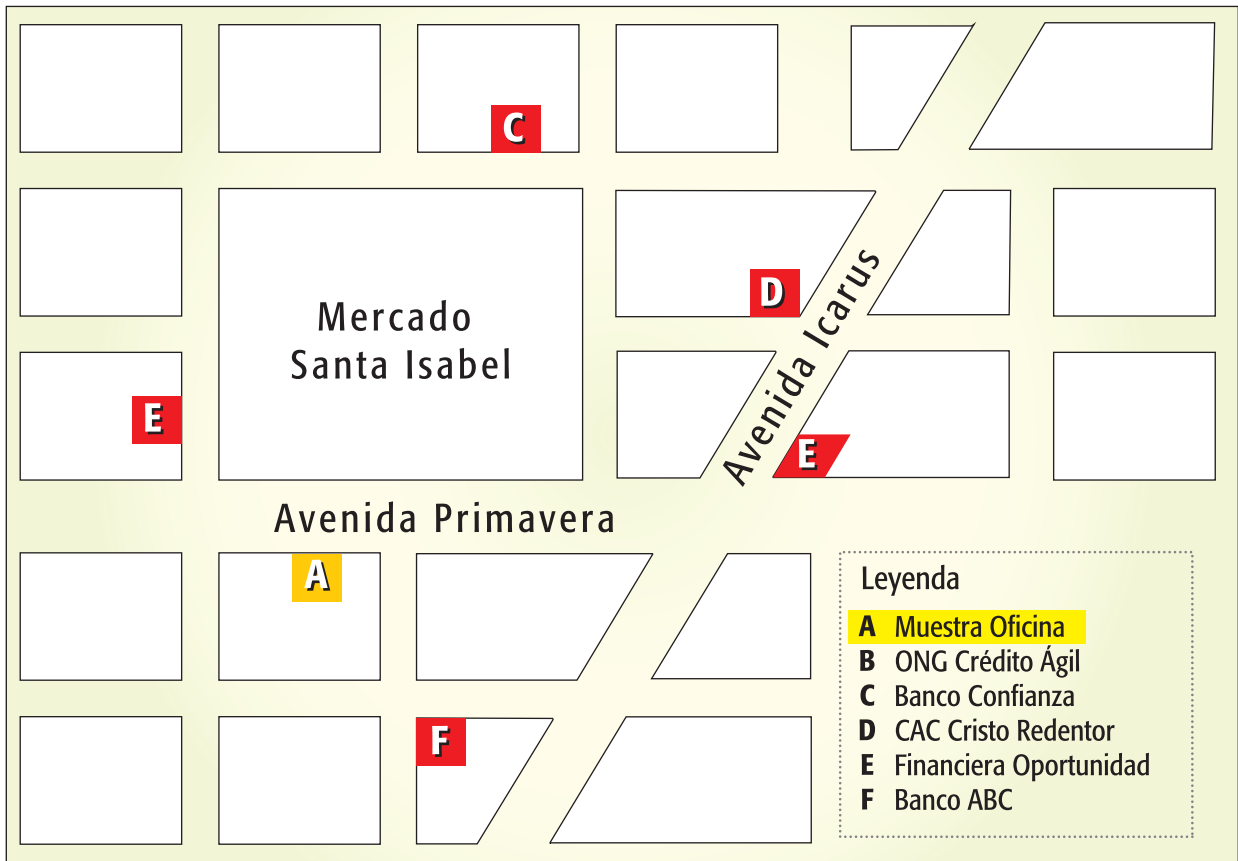 C
D
Mercado
Santa Isabel
Avenida Icarus
E
E
Avenida Primavera
A
F
Leyenda
A Muestra Oficina
B ONG Crédito Ágil
C Banco Confianza
D CAC Cristo Redentor
E Financiera Oportunidad
F Banco ABC